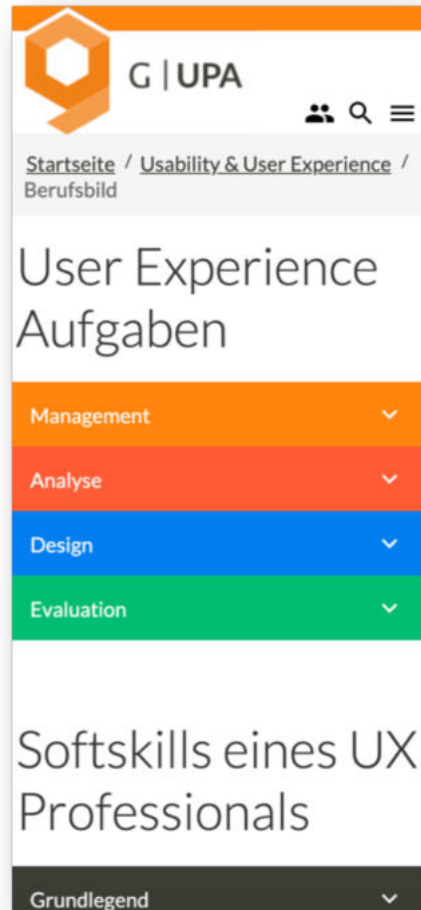 G | UPA
Startseite / Usability & User Experience /
Berufsbild
User Experience
Aufgaben
Management
Analyse
Design
Evaluation
Softskills eines UX
Professionals
Grundlegend